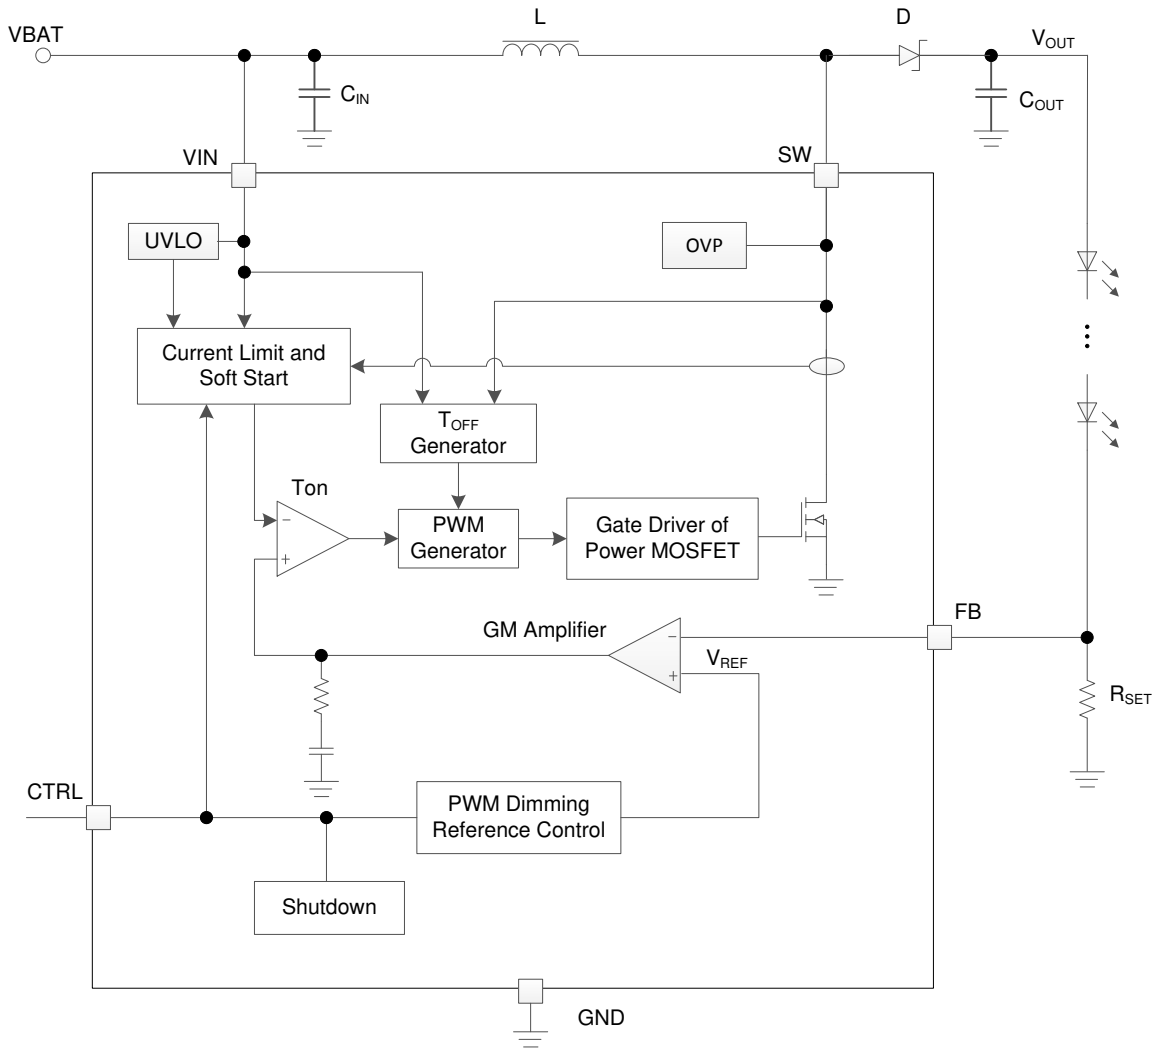 L
D
VBAT
VOUT
CIN
COUT
VIN
SW
UVLO
OVP
Current Limit and
Soft Start
TOFF
Generator
Ton
−
+
PWM
Generator
Gate Driver of
Power MOSFET
FB
GM Amplifier
−
VREF
+
RSET
CTRL
PWM Dimming
Reference Control
Shutdown
GND